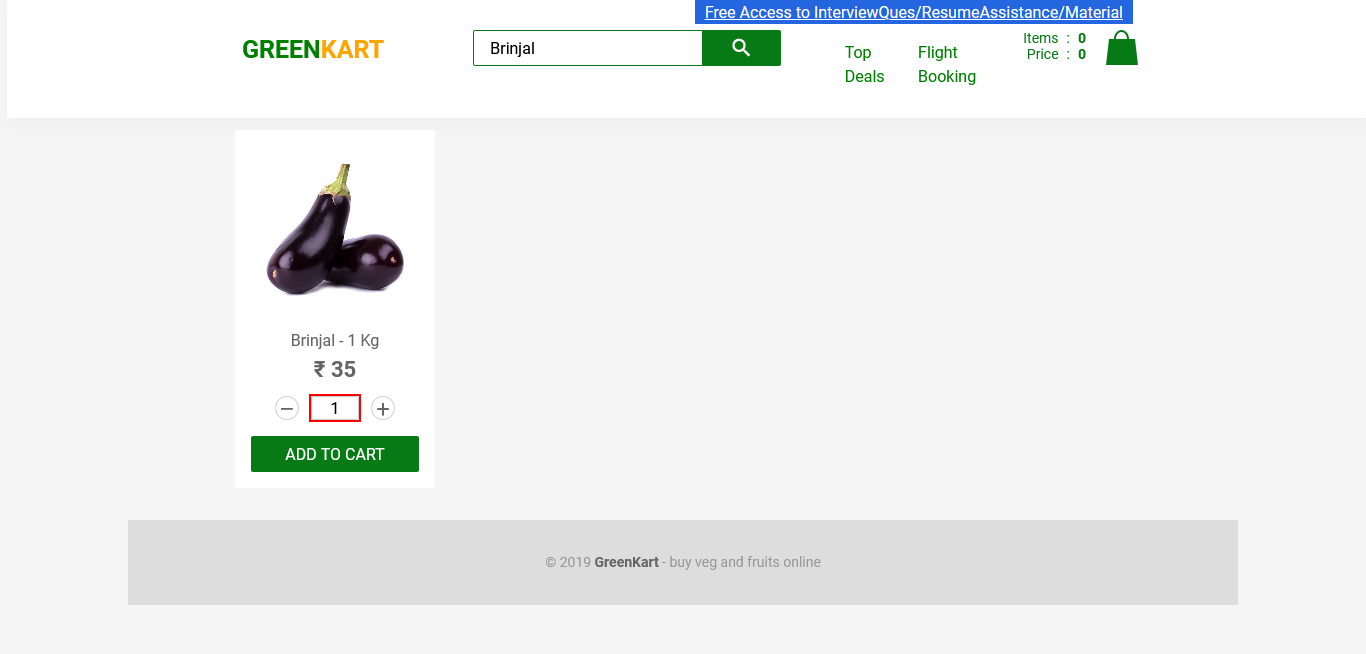 Free Access to InterviewQues/ResumeAssistance/Material
GREENKART
Brinjal
Top Deals
Flight Booking
Items : 0
Price : 0
Brinjal - 1 Kg
₹ 35
− 1 +
ADD TO CART
© 2019 GreenKart - buy veg and fruits online